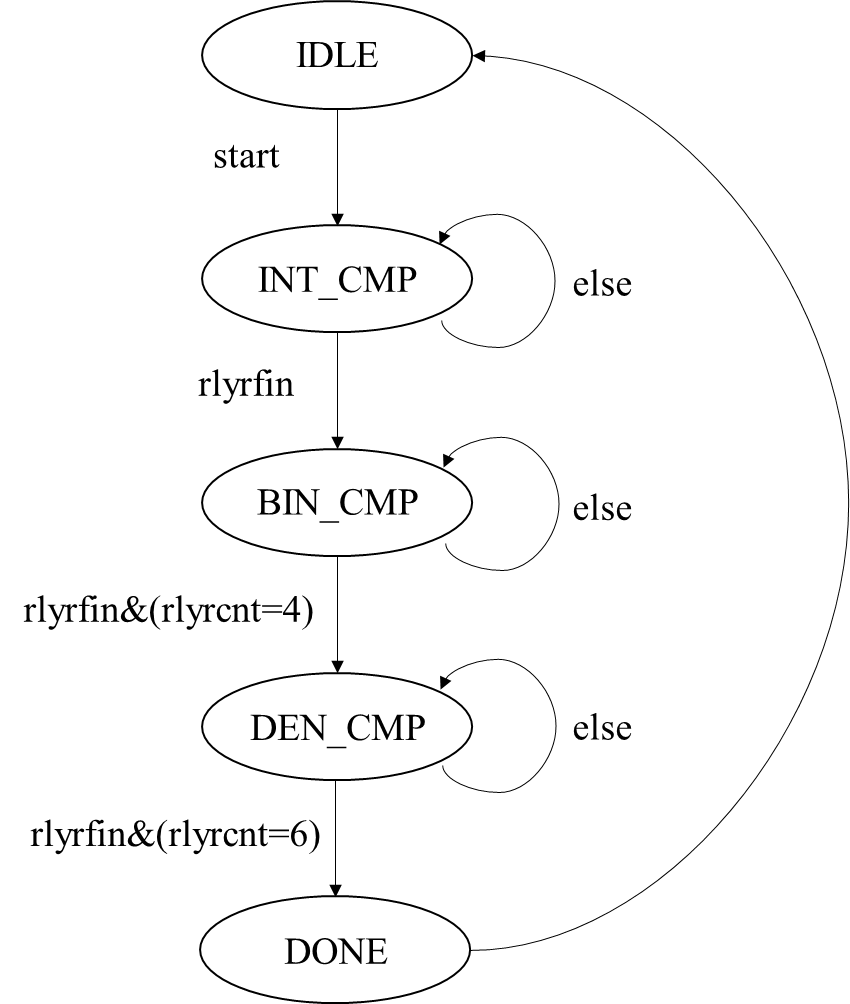 IDLE
start
INT_CMP
else
rlyrfin
BIN_CMP
else
rlyrfin&(rlyrcnt=4)
DEN_CMP
else
rlyrfin&(rlyrcnt=6)
DONE